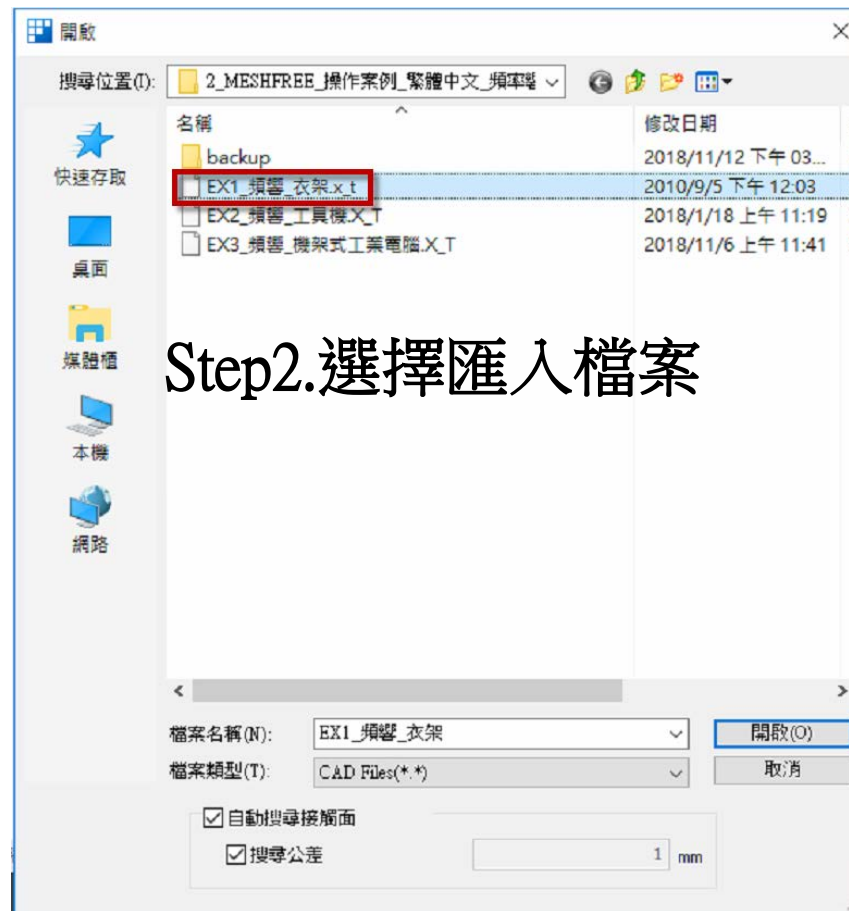 開啟
搜尋位置(I): 2_MESHFREE_操作案例_繁體中文_頻率響
名稱 修改日期
backup 2018/11/12 下午 03...
EX1_頻響_衣架.x_t 2010/9/5 下午 12:03
EX2_頻響_工具機.X_T 2018/1/18 上午 11:19
EX3_頻響_機架式工業電腦.X_T 2018/11/6 上午 11:41
快速存取
桌面
媒體櫃
本機
網路
Step2.選擇匯入檔案
檔案名稱(N): EX1_頻響_衣架 開啟(O)
檔案類型(T): CAD Files(*.*) 取消
自動搜尋接觸面
搜尋公差 1 mm